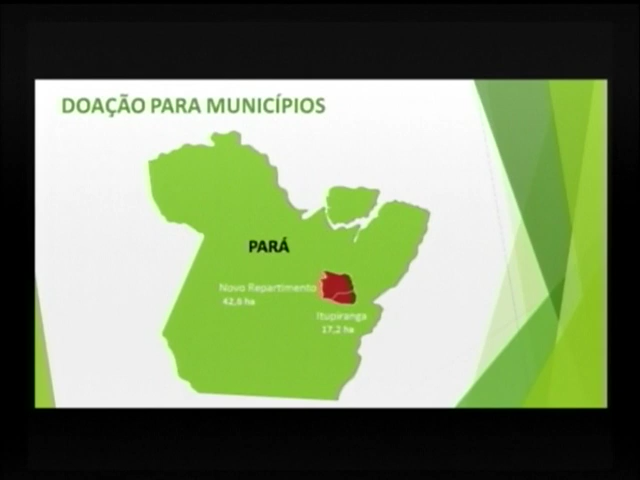 DOAÇÃO PARA MUNICÍPIOS
PARÁ
Novo Repartimento
42,6 ha
Itupiranga
17,2 ha